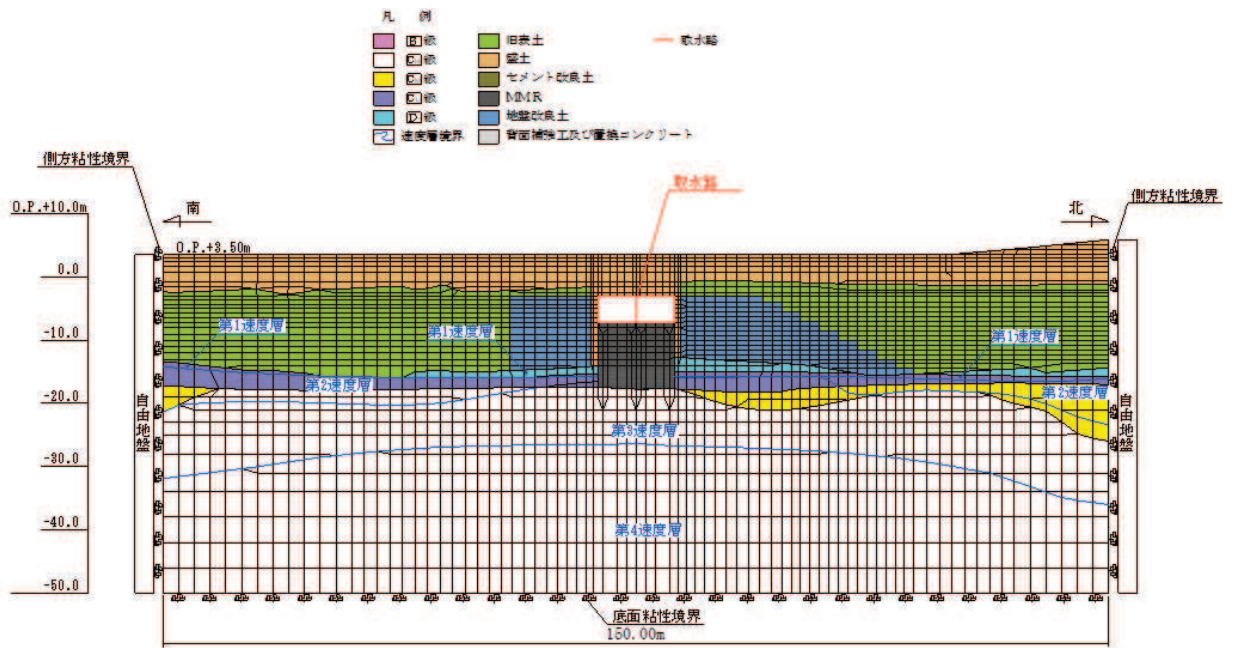 凡 例
B 級
C 級
C 級
C 級
D 級
速度層境界
旧表土
盛土
セメント改良土
MMR
地盤改良土
背面補強工及び置換コンクリート
取水路
側方粘性境界
取水路
側方粘性境界
O.P.+10.0m
南
北
O.P.+3.50m
0.0
-10.0
-20.0
-30.0
-40.0
-50.0
第1速度層
第1速度層
第1速度層
第2速度層
第2速度層
第3速度層
第4速度層
自由地盤
自由地盤
底面粘性境界
150.00m